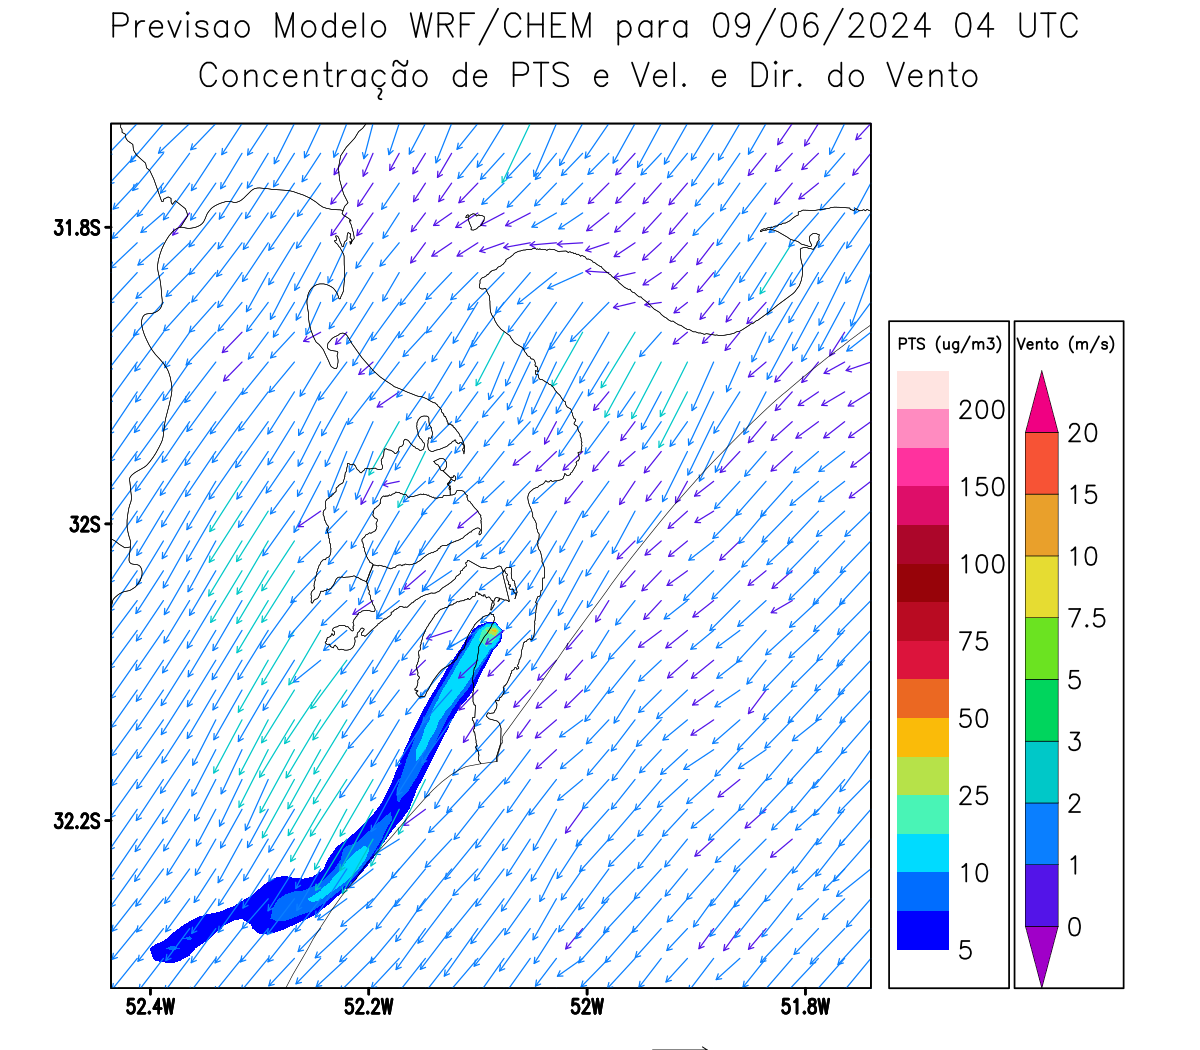 Previsao Modelo WRF/CHEM para 09/06/2024 04 UTC
Concentração de PTS e Vel. e Dir. do Vento
31.8S
32S
32.2S
52.4W
52.2W
52W
51.8W
PTS (ug/m3)
200
150
100
75
50
25
10
5
Vento (m/s)
20
15
10
7.5
5
3
2
1
0